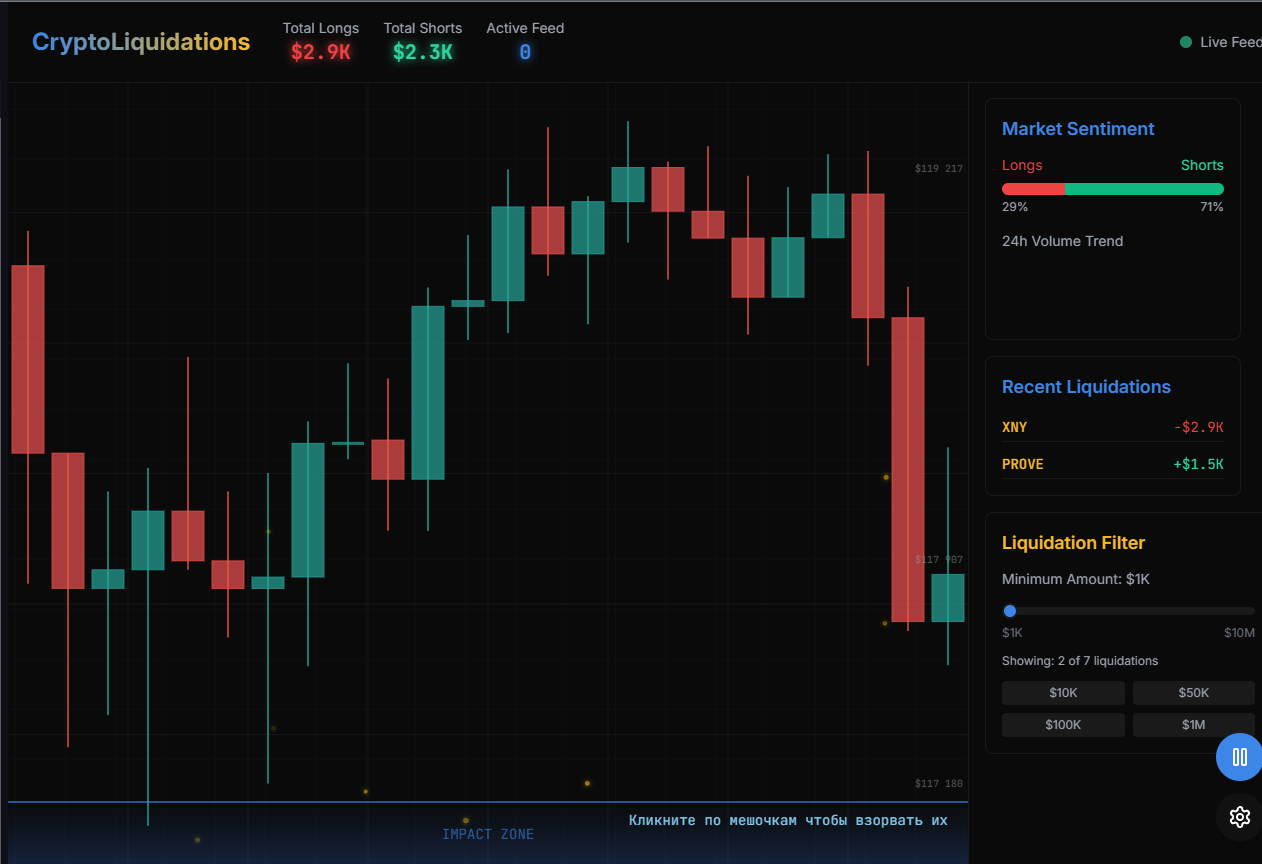 CryptoLiquidations
Total Longs
$2.9K
Total Shorts
$2.3K
Active Feed
0
Live Feed
$119 217
$117 907
$117 180
IMPACT ZONE
Кликните по мешочкам чтобы взорвать их
Market Sentiment
Longs Shorts
29% 71%
24h Volume Trend
Recent Liquidations
XNY -$2.9K
PROVE +$1.5K
Liquidation Filter
Minimum Amount: $1K
$1K $10M
Showing: 2 of 7 liquidations
$10K $50K
$100K $1M